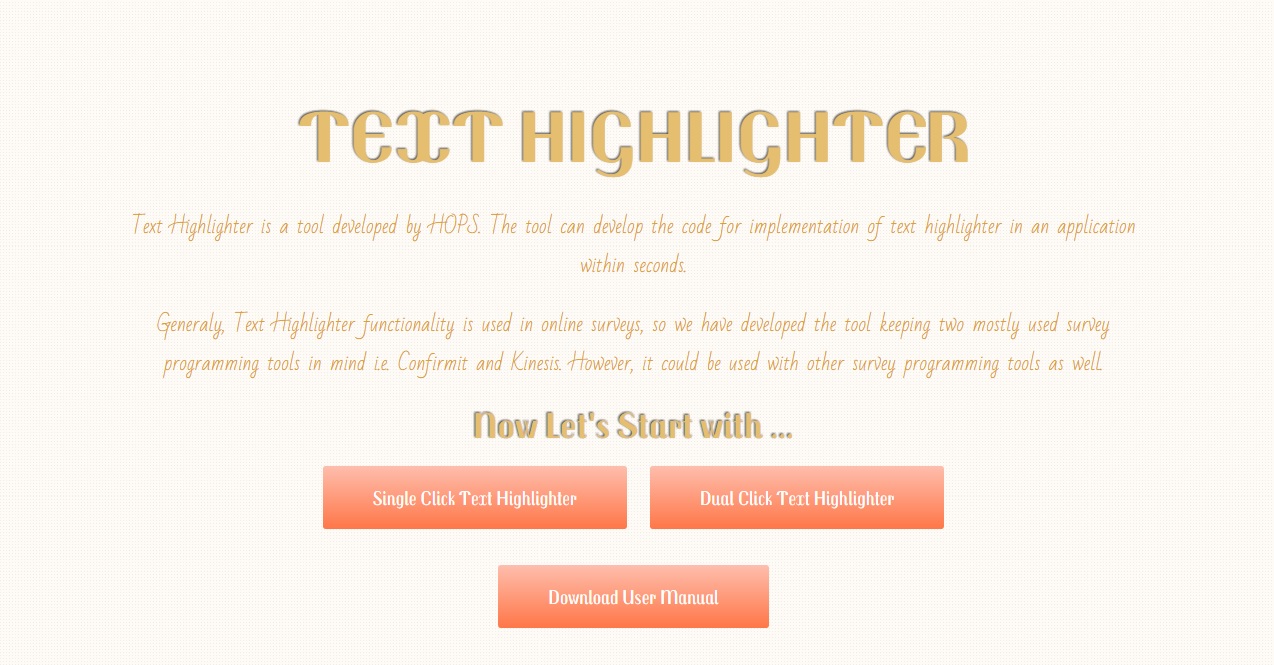 TEXT HIGHLIGHTER
Text Highlighter is a tool developed by HOPS. The tool can develop the code for implementation of text highlighter in an application
within seconds.
Generaly, Text Highlighter functionality is used in online surveys, so we have developed the tool keeping two mostly used survey
programming tools in mind i.e. Confirmit and Kinesis. However, it could be used with other survey programming tools as well.
Now Let's Start with ...
Single Click Text Highlighter
Dual Click Text Highlighter
Download User Manual